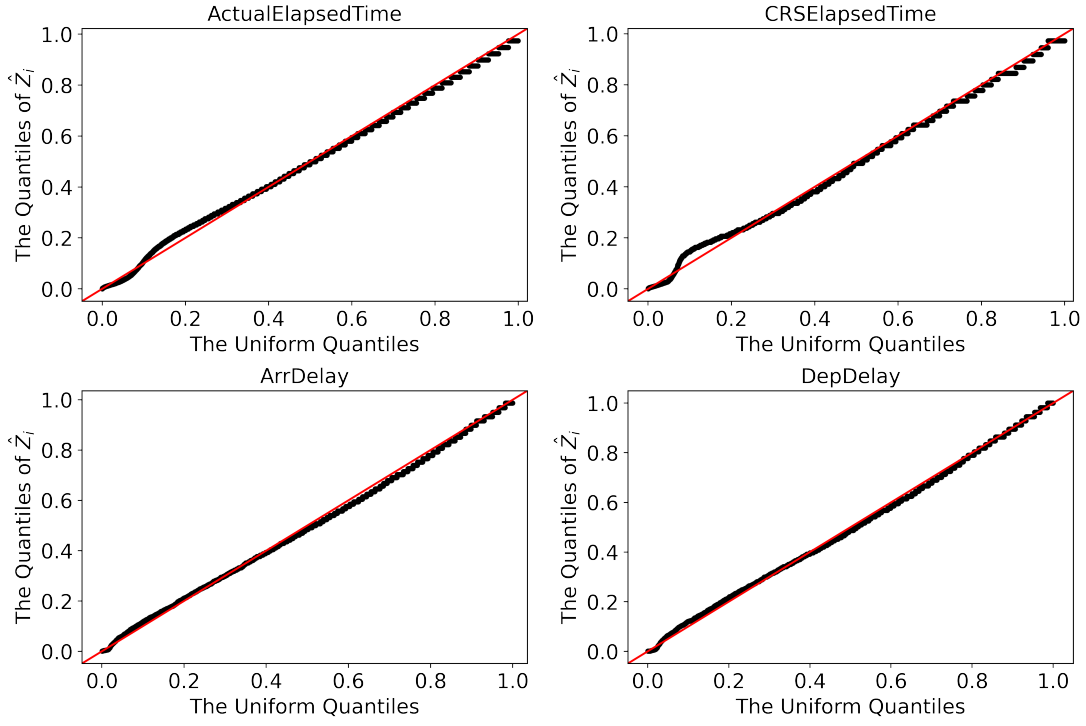 ActualElapsedTime
The Quantiles of Ẑᵢ
1.0
0.8
0.6
0.4
0.2
0.0
0.0 0.2 0.4 0.6 0.8 1.0
The Uniform Quantiles
CRSElapsedTime
The Quantiles of Ẑᵢ
1.0
0.8
0.6
0.4
0.2
0.0
0.0 0.2 0.4 0.6 0.8 1.0
The Uniform Quantiles
ArrDelay
The Quantiles of Ẑᵢ
1.0
0.8
0.6
0.4
0.2
0.0
0.0 0.2 0.4 0.6 0.8 1.0
The Uniform Quantiles
DepDelay
The Quantiles of Ẑᵢ
1.0
0.8
0.6
0.4
0.2
0.0
0.0 0.2 0.4 0.6 0.8 1.0
The Uniform Quantiles